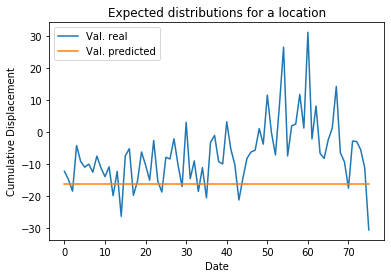 Expected distributions for a location
Val. real
Val. predicted
Cumulative Displacement
30
20
10
0
−10
−20
−30
0 10 20 30 40 50 60 70
Date